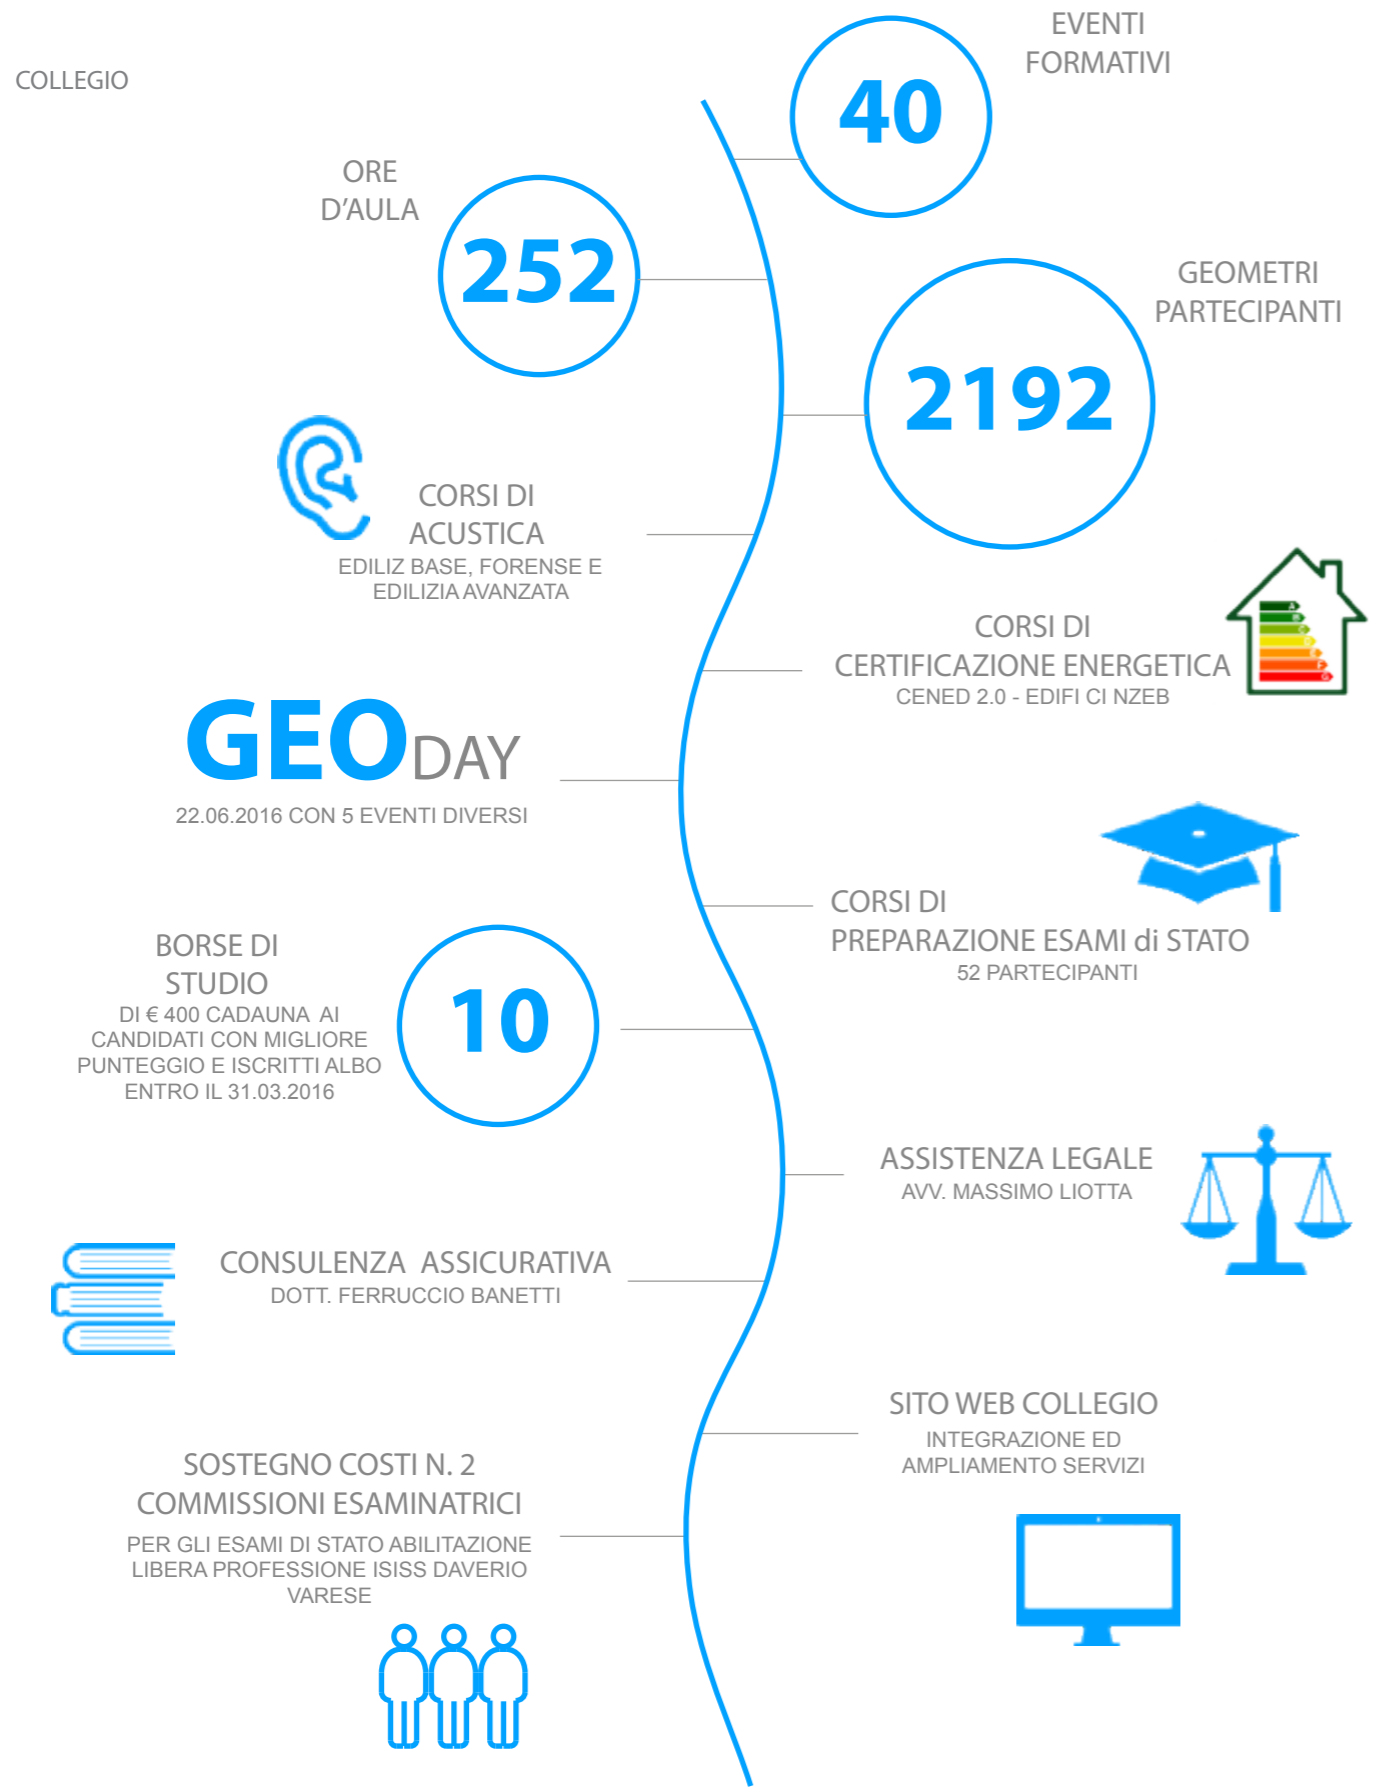 COLLEGIO
EVENTI
FORMATIVI
40
ORE
D'AULA
252
GEOMETRI
PARTECIPANTI
2192
CORSI DI
ACUSTICA
EDILIZ BASE, FORENSE E
EDILIZIA AVANZATA
CORSI DI
CERTIFICAZIONE ENERGETICA
CENED 2.0 - EDIFI CI NZEB
A
B
C
D
E
F
G
GEODAY
22.06.2016 CON 5 EVENTI DIVERSI
CORSI DI
PREPARAZIONE ESAMI di STATO
52 PARTECIPANTI
BORSE DI
STUDIO
DI € 400 CADAUNA AI
CANDIDATI CON MIGLIORE
PUNTEGGIO E ISCRITTI ALBO
ENTRO IL 31.03.2016
10
ASSISTENZA LEGALE
AVV. MASSIMO LIOTTA
CONSULENZA ASSICURATIVA
DOTT. FERRUCCIO BANETTI
SITO WEB COLLEGIO
INTEGRAZIONE ED
AMPLIAMENTO SERVIZI
SOSTEGNO COSTI N. 2
COMMISSIONI ESAMINATRICI
PER GLI ESAMI DI STATO ABILITAZIONE
LIBERA PROFESSIONE ISISS DAVERIO
VARESE